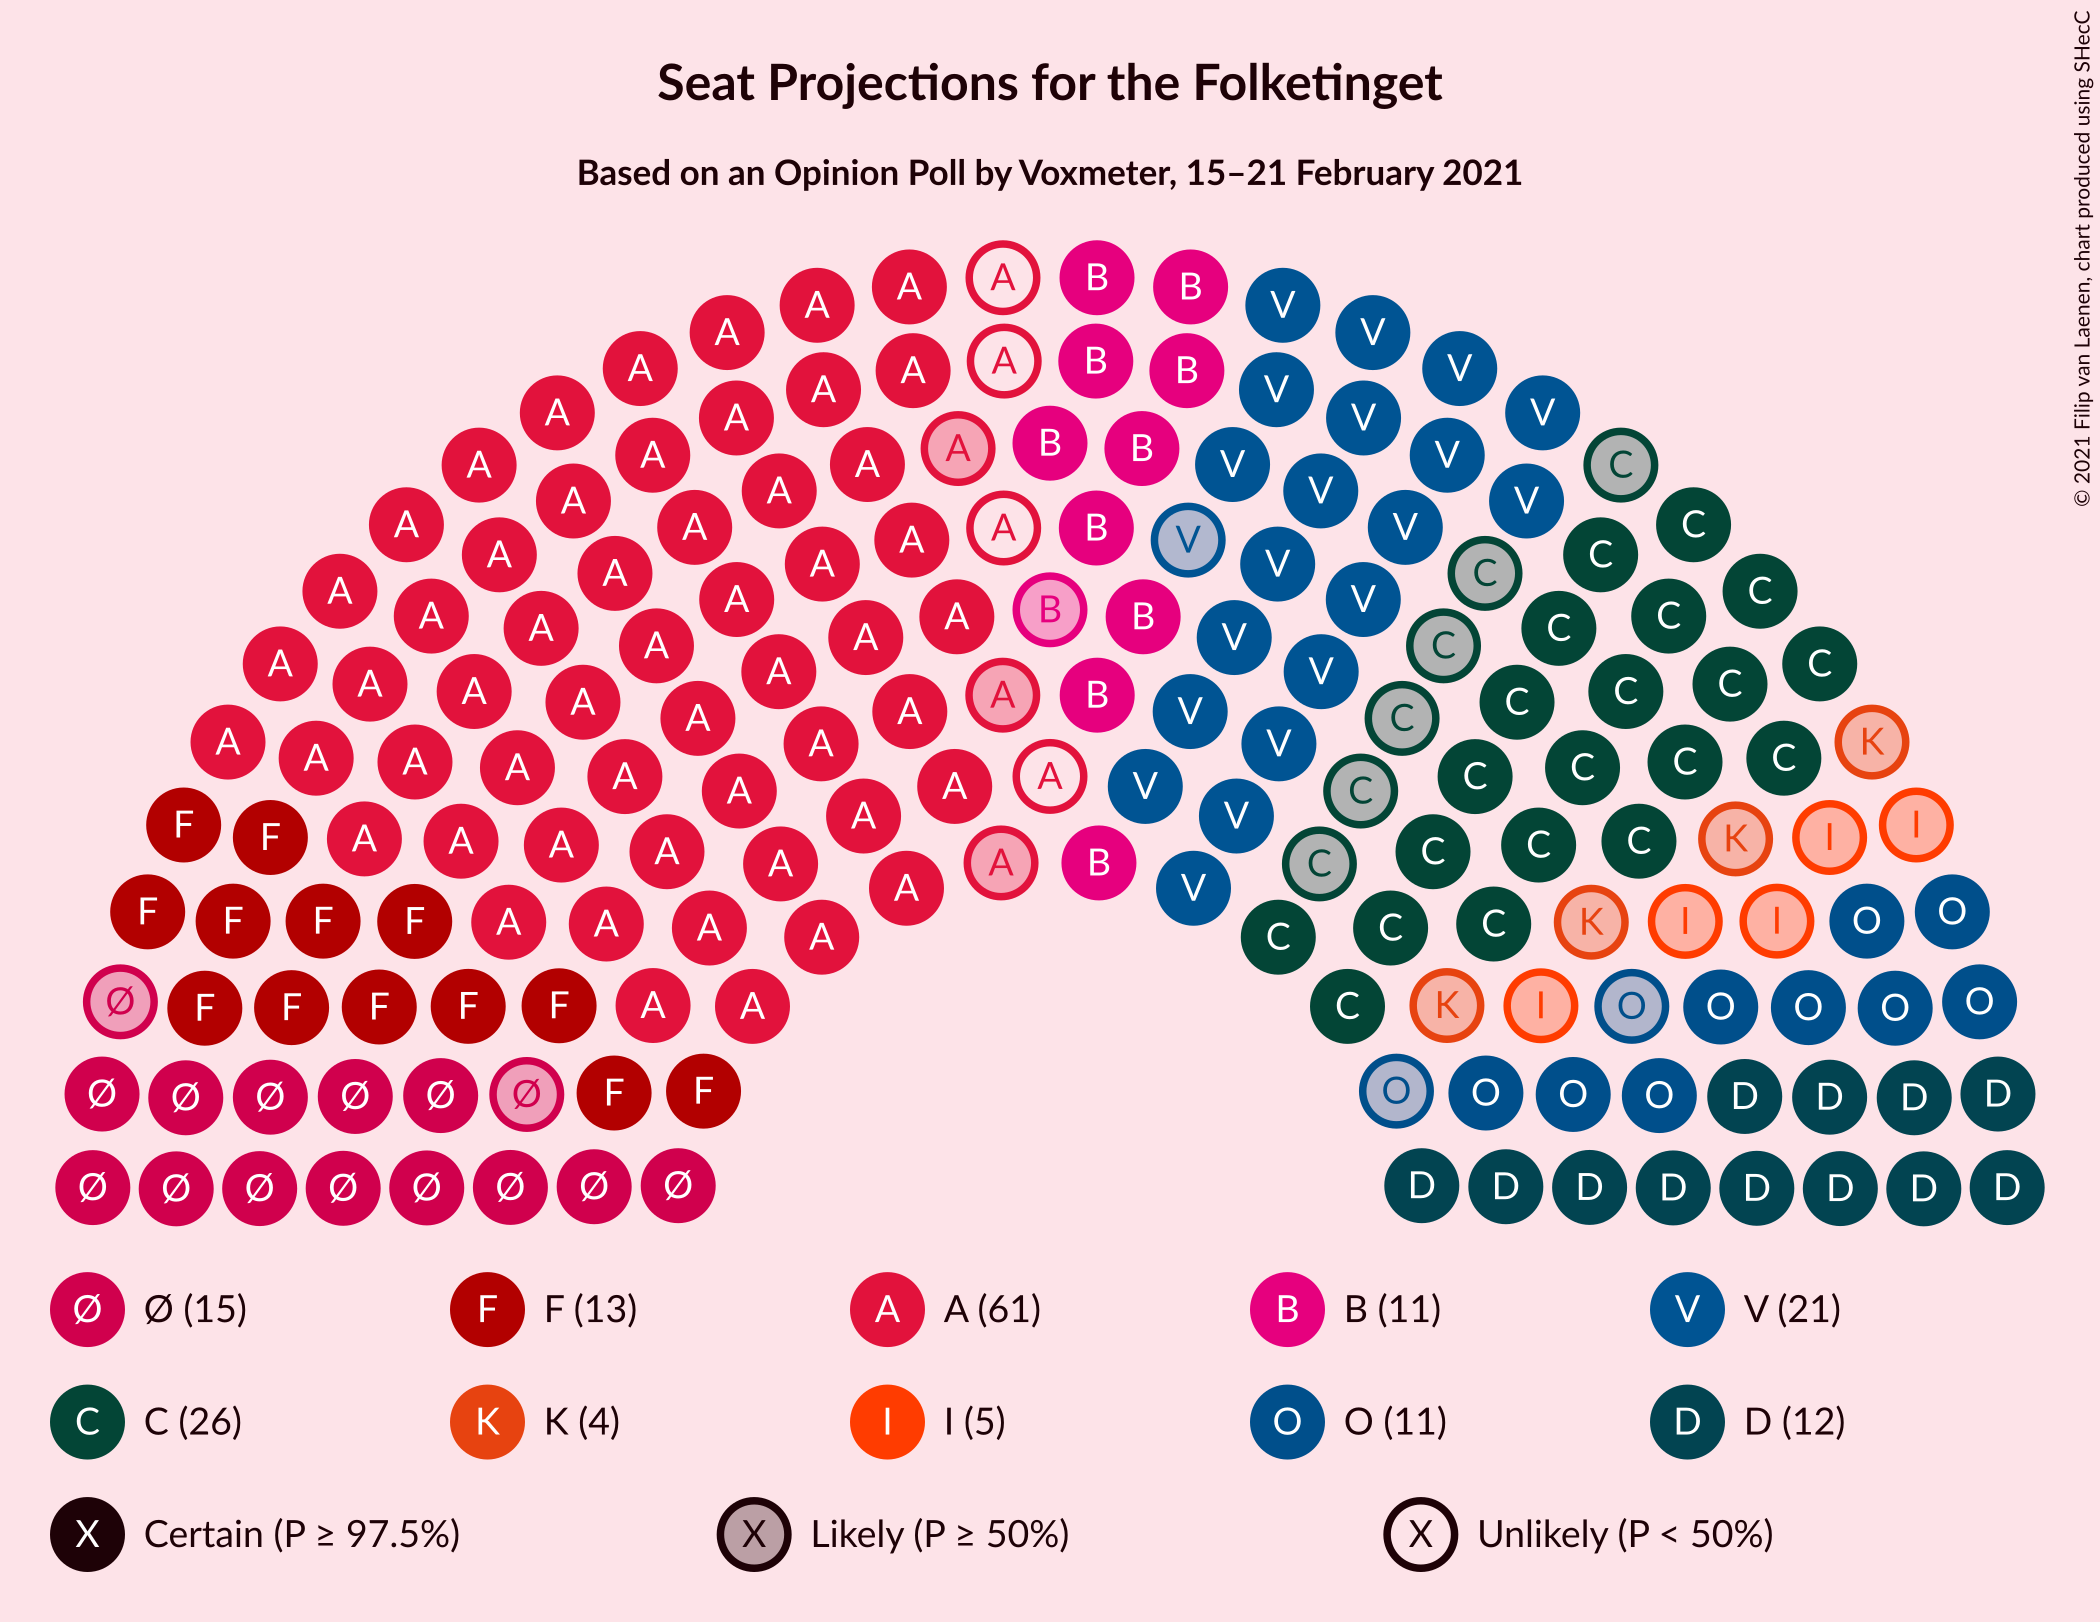 Seat Projections for the Folketinget
Based on an Opinion Poll by Voxmeter, 15–21 February 2021
© 2021 Filip van Laenen, chart produced using SHecC
A A B B
A A V V
A A A B B V V
A A A V V V
A A A B B V V C
A A A V V V
A A A A B V V V C C
A A A V C C
A A A A B B V V C C
A A A V C C
A A A A A B V V C C C C
A A A A V C C C K
A A A A A A V V C C C C
F F A A A A V C C C K I I
A A A A B V C C C
F F F F A A A A C C C K I I O O
Ø F F F F F A A C K I O O O O O
Ø Ø Ø Ø Ø Ø F F O O O O D D D D
Ø Ø Ø Ø Ø Ø Ø Ø D D D D D D D D
Ø Ø (15) F F (13) A A (61) B B (11) V V (21)
C C (26) K K (4) I I (5) O O (11) D D (12)
X Certain (P ≥ 97.5%) X Likely (P ≥ 50%) X Unlikely (P < 50%)